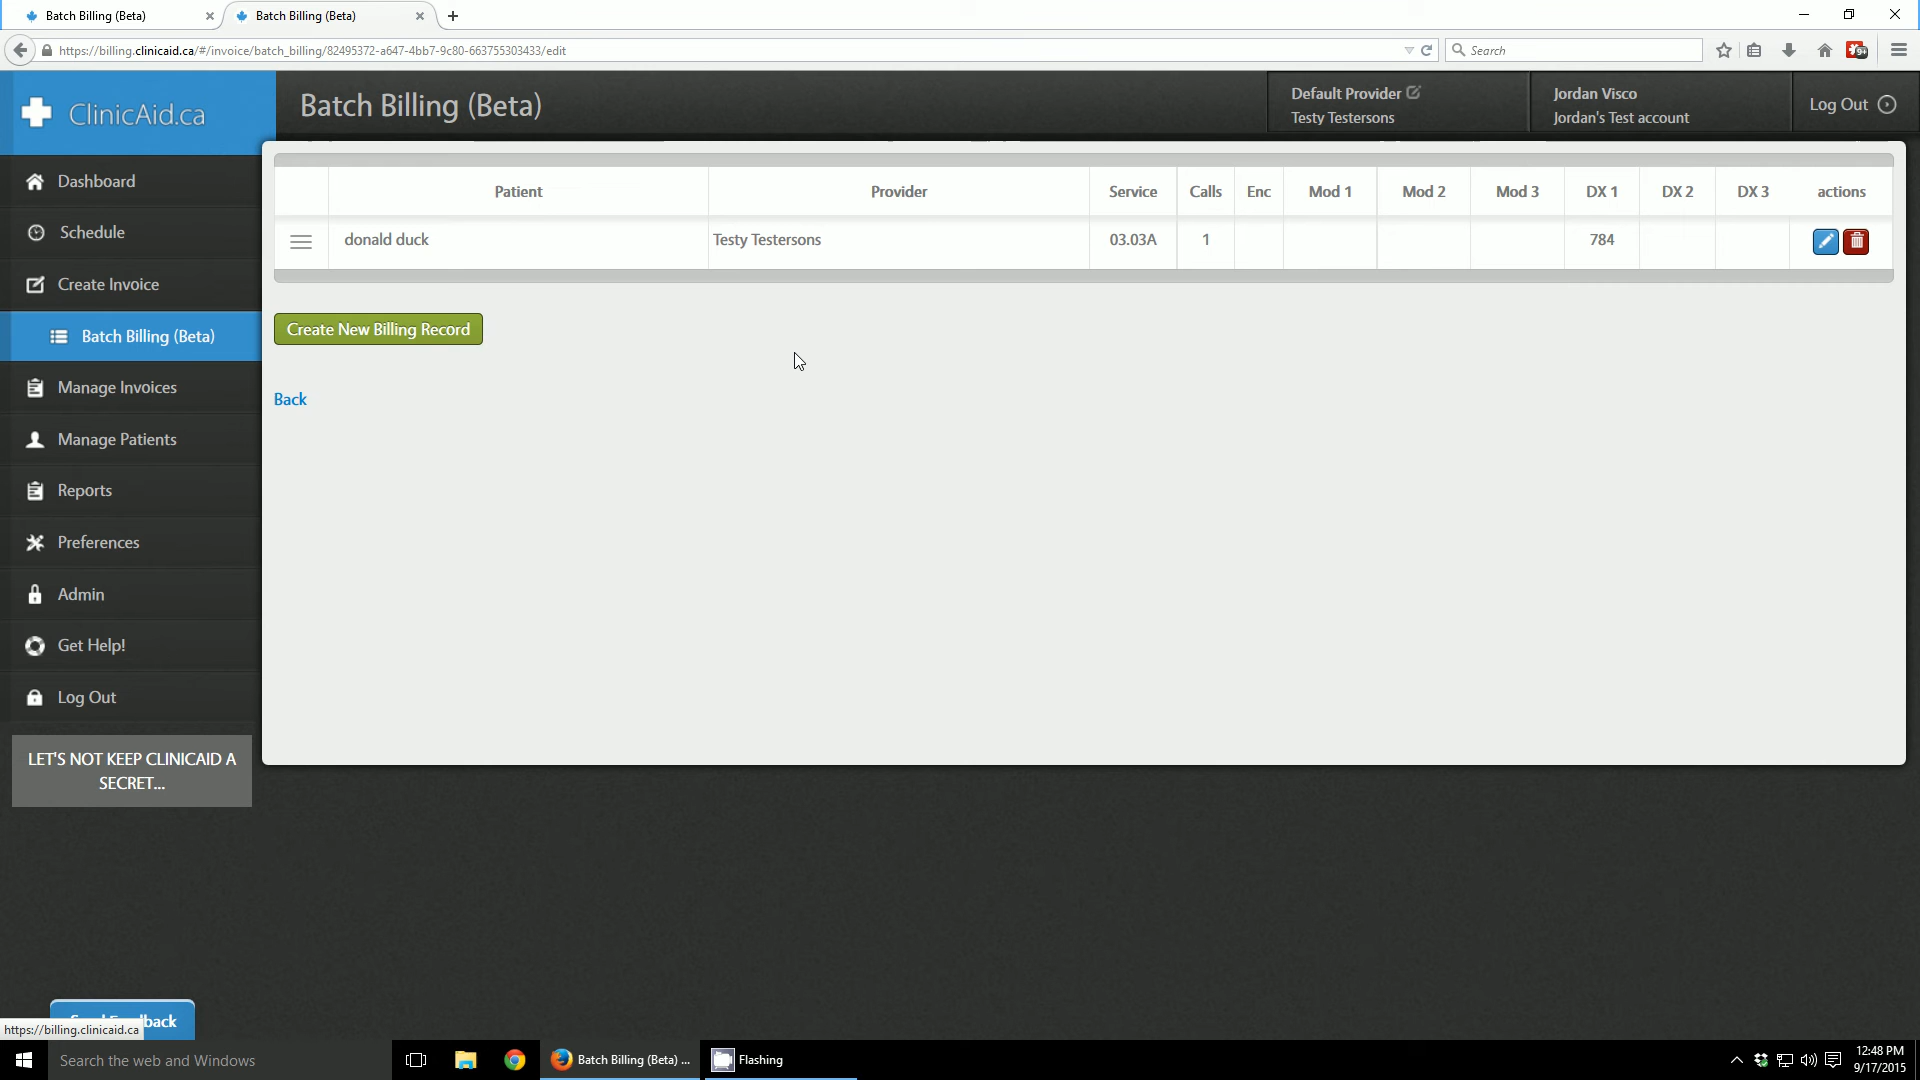 Batch Billing (Beta)
Batch Billing (Beta)
https://billing.clinicaid.ca/#/invoice/batch_billing/82495372-a647-4bb7-9c80-663755303433/edit
Search
9+
ClinicAid.ca
Batch Billing (Beta)
Default Provider
Testy Testersons
Jordan Visco
Jordan's Test account
Log Out
Dashboard
Schedule
Create Invoice
Batch Billing (Beta)
Manage Invoices
Manage Patients
Reports
Preferences
Admin
Get Help!
Log Out
LET'S NOT KEEP CLINICAID A
SECRET...
Patient Provider Service Calls Enc Mod 1 Mod 2 Mod 3 DX 1 DX 2 DX 3 actions
donald duck Testy Testersons 03.03A 1 784
Create New Billing Record
Back
https://billing.clinicaid.ca
Search the web and Windows
Batch Billing (Beta) ...
Flashing
12:48 PM
9/17/2015